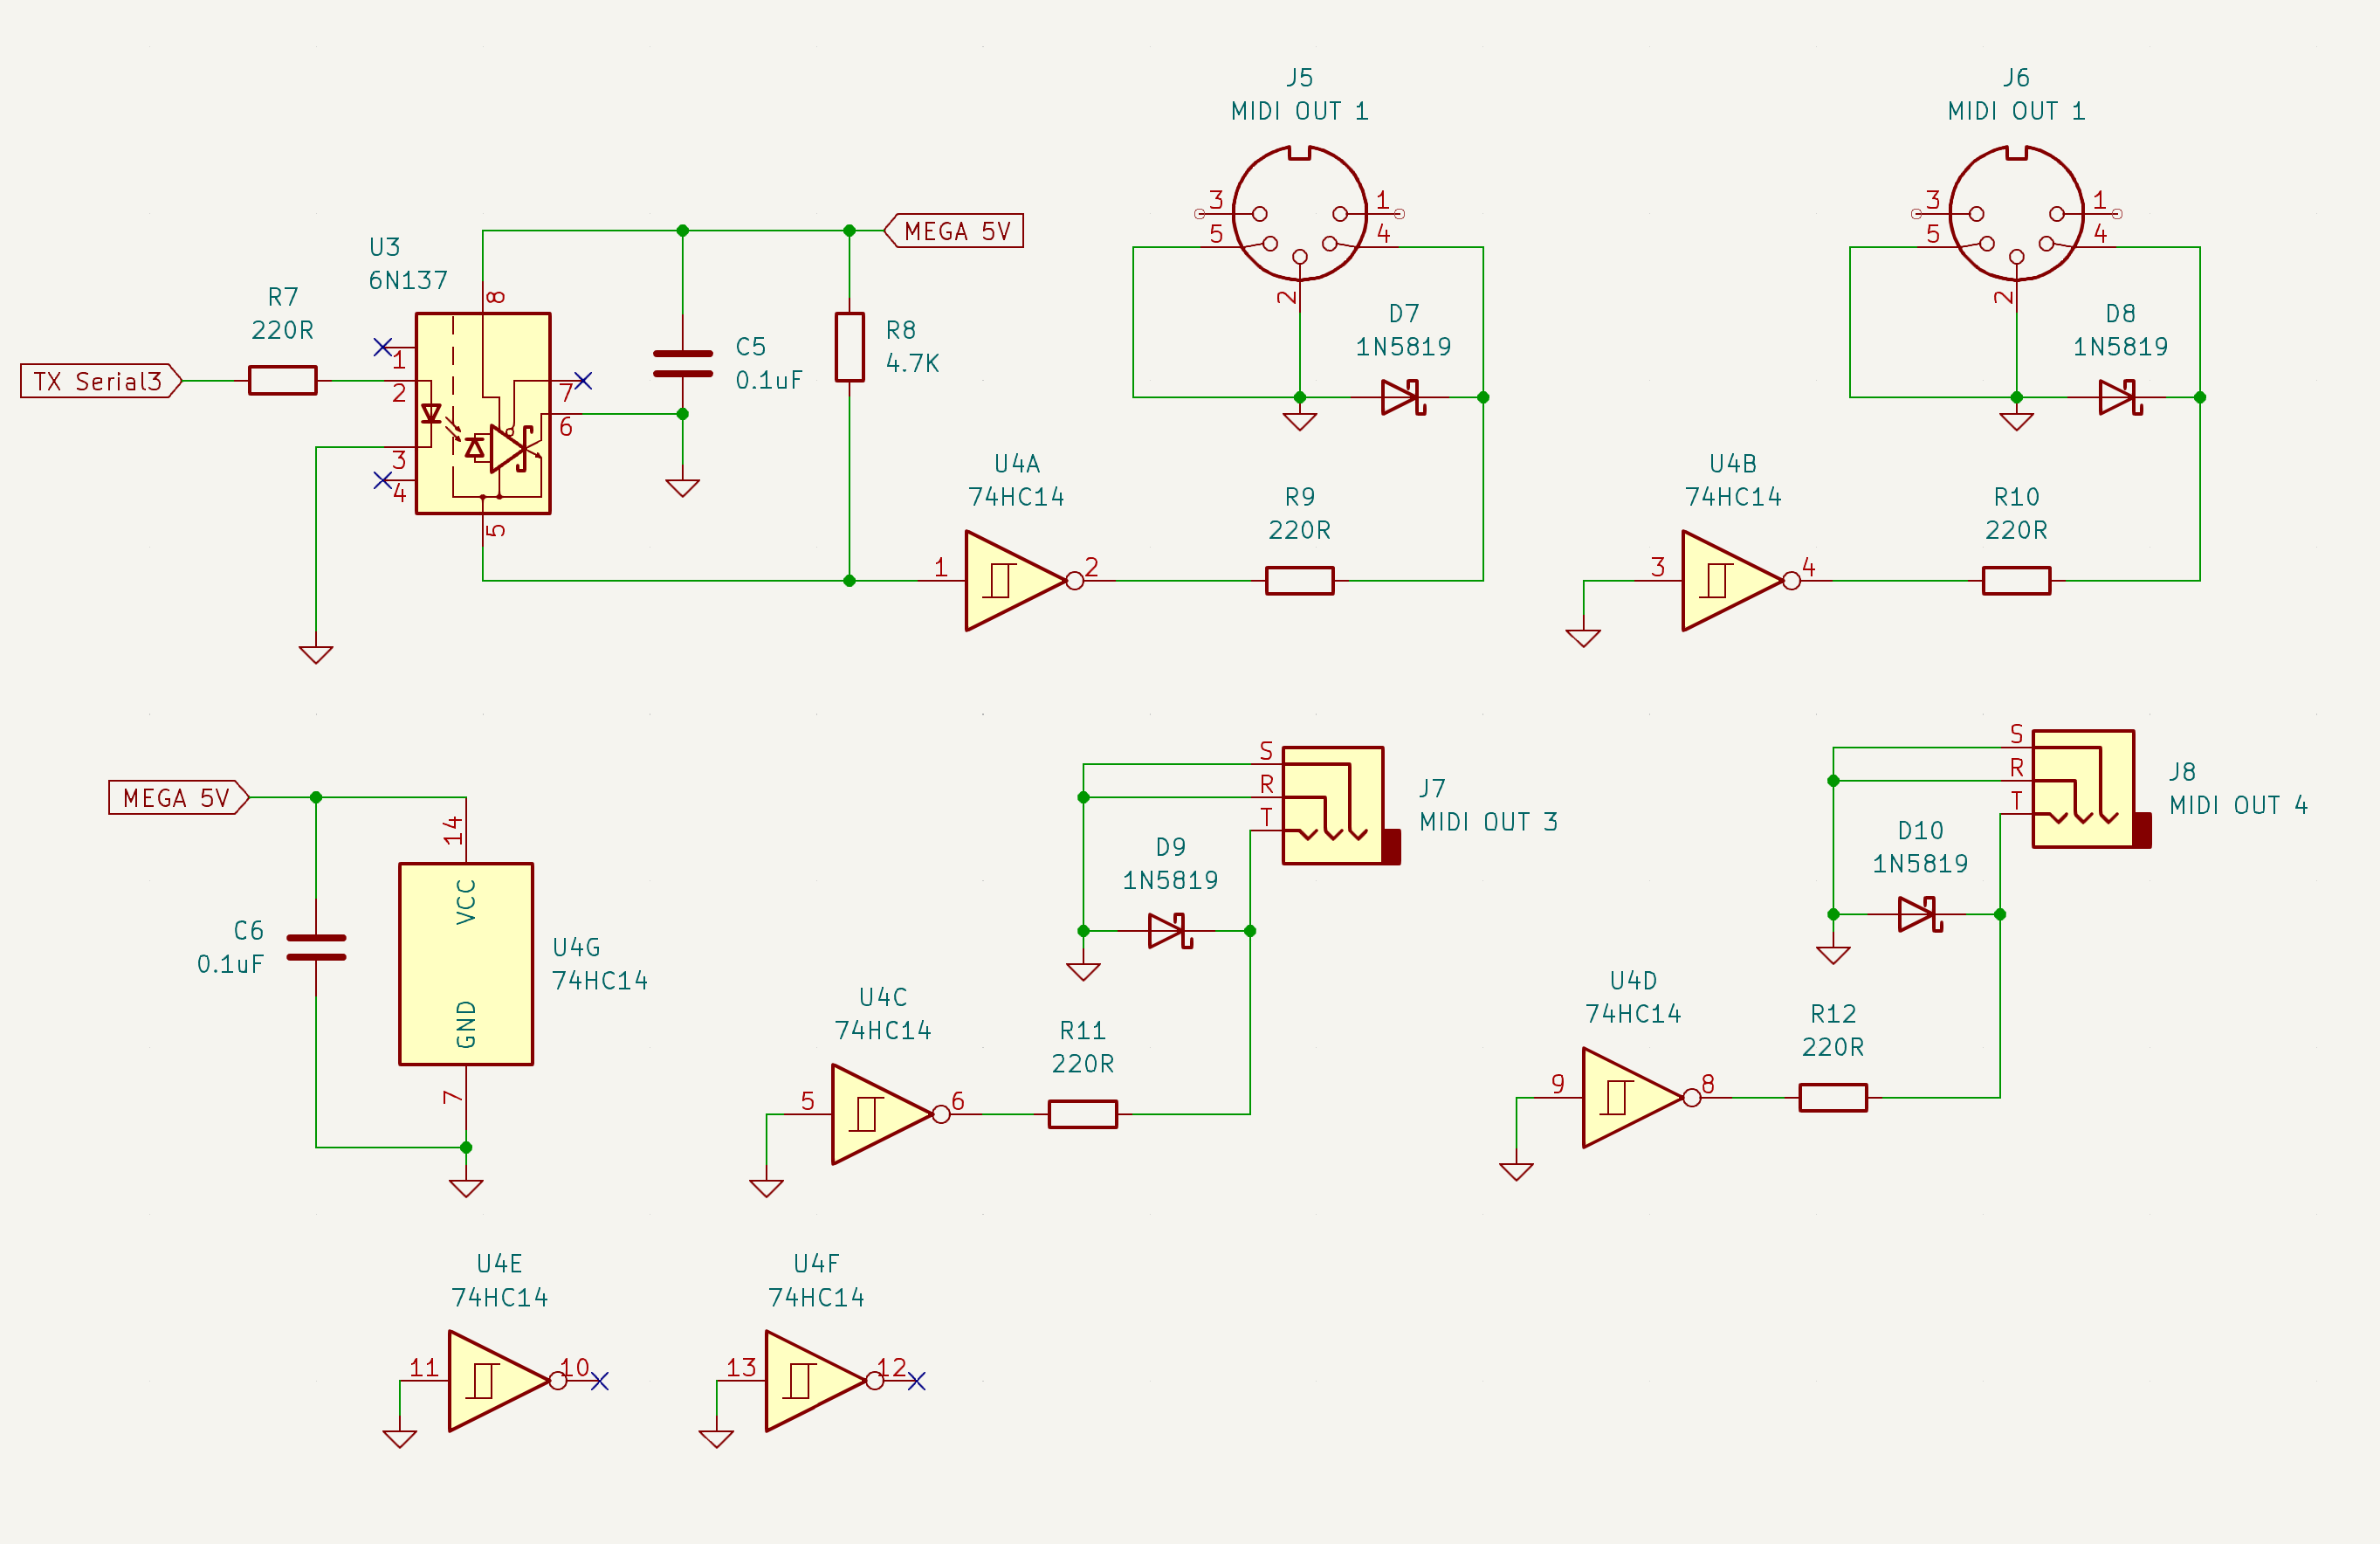 J5
MIDI OUT 1
3
1
5
4
2
J6
MIDI OUT 1
3
1
5
4
2
U3
6N137
MEGA 5V
R7
220R
8
TX Serial3
1
2
3
4
7
6
5
C5
0.1uF
R8
4.7K
D7
1N5819
D8
1N5819
U4A
74HC14
1
2
R9
220R
U4B
74HC14
3
4
R10
220R
MEGA 5V
14
VCC
GND
7
C6
0.1uF
U4G
74HC14
S
R
T
J7
MIDI OUT 3
D9
1N5819
S
R
T
J8
MIDI OUT 4
D10
1N5819
U4C
74HC14
5
6
R11
220R
U4D
74HC14
9
8
R12
220R
U4E
74HC14
11
10
U4F
74HC14
13
12